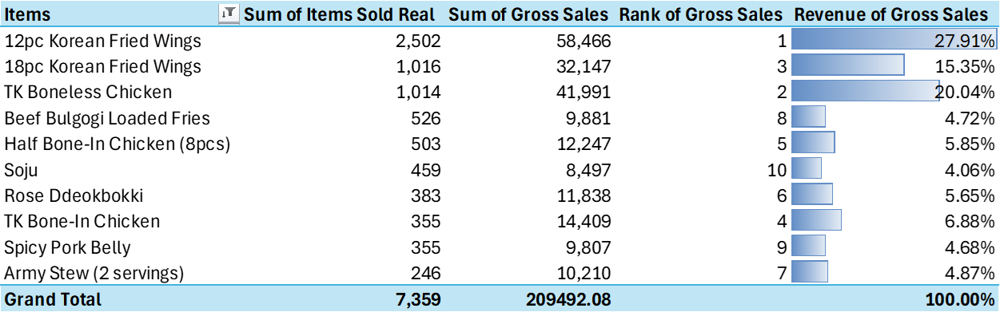 Items Sum of Items Sold Real Sum of Gross Sales Rank of Gross Sales Revenue of Gross Sales
12pc Korean Fried Wings 2,502 58,466 1 27.91%
18pc Korean Fried Wings 1,016 32,147 3 15.35%
TK Boneless Chicken 1,014 41,991 2 20.04%
Beef Bulgogi Loaded Fries 526 9,881 8 4.72%
Half Bone-In Chicken (8pcs) 503 12,247 5 5.85%
Soju 459 8,497 10 4.06%
Rose Ddeokbokki 383 11,838 6 5.65%
TK Bone-In Chicken 355 14,409 4 6.88%
Spicy Pork Belly 355 9,807 9 4.68%
Army Stew (2 servings) 246 10,210 7 4.87%
Grand Total 7,359 209492.08 100.00%